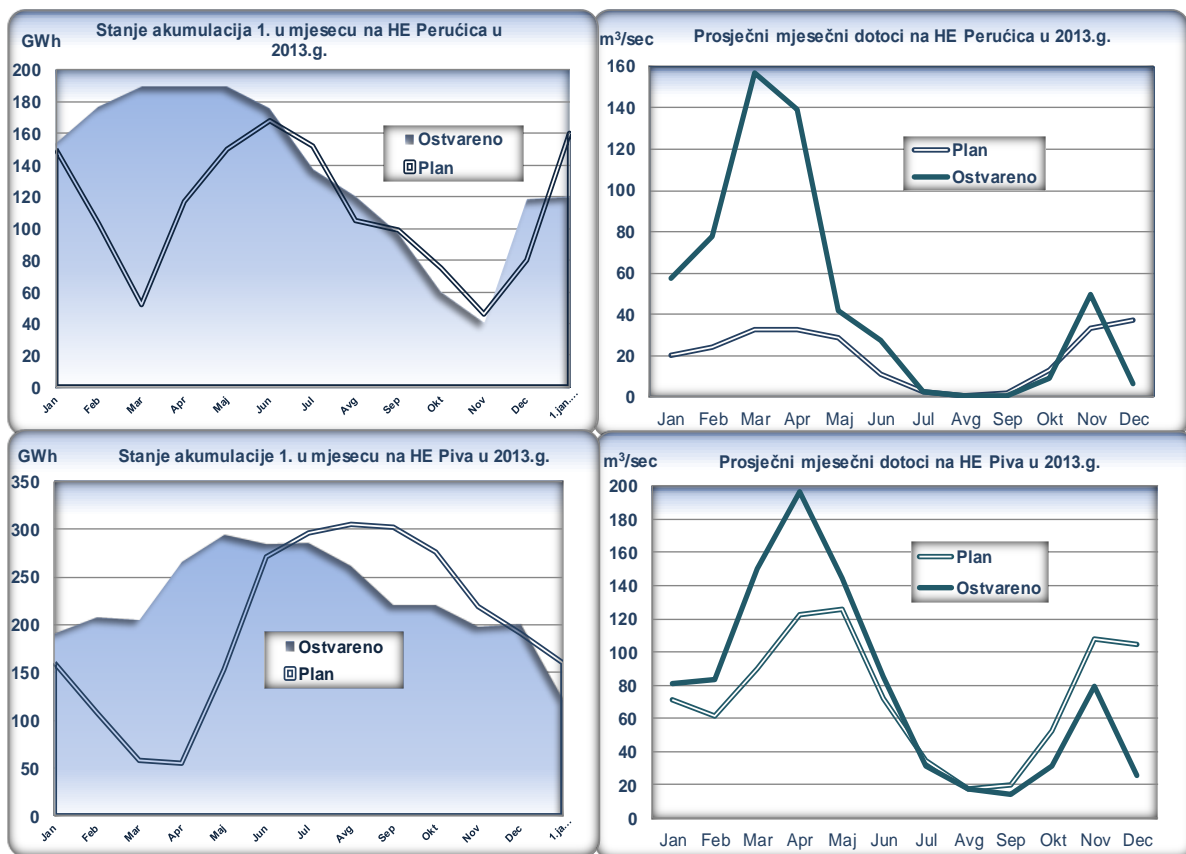 Stanje akumulacija 1. u mjesecu na HE Perućica u
2013.g.
GWh
200
180
160
140
120
100
80
60
40
20
0
Ostvareno
Plan
Jan Feb Mar Apr Maj Jun Jul Avg Sep Okt Nov Dec 1.jan....
Prosječni mjesečni dotoci na HE Perućica u 2013.g.
m³/sec
160
140
120
100
80
60
40
20
0
Plan
Ostvareno
Jan Feb Mar Apr Maj Jun Jul Avg Sep Okt Nov Dec
Stanje akumulacije 1. u mjesecu na HE Piva u 2013.g.
GWh
350
300
250
200
150
100
50
0
Ostvareno
Plan
Jan Feb Mar Apr Maj Jun Jul Avg Sep Okt Nov Dec 1.ja...
Prosječni mjesečni dotoci na HE Piva u 2013.g.
m³/sec
200
180
160
140
120
100
80
60
40
20
0
Plan
Ostvareno
Jan Feb Mar Apr Maj Jun Jul Avg Sep Okt Nov Dec